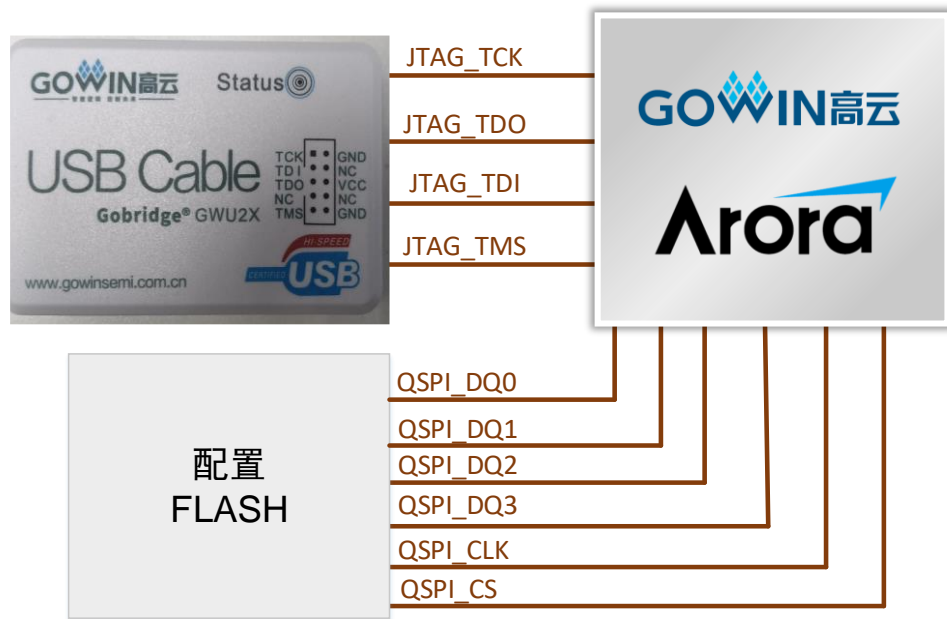 GOWIN高云
Status
USB Cable
Gobridge® GWU2X
TCK GND
TDI NC
TDO VCC
NC NC
TMS GND
www.gowinsemi.com.cn
HI-SPEED
CERTIFIED USB
JTAG_TCK
JTAG_TDO
JTAG_TDI
JTAG_TMS
GOWIN高云
Arora
配置
FLASH
QSPI_DQ0
QSPI_DQ1
QSPI_DQ2
QSPI_DQ3
QSPI_CLK
QSPI_CS